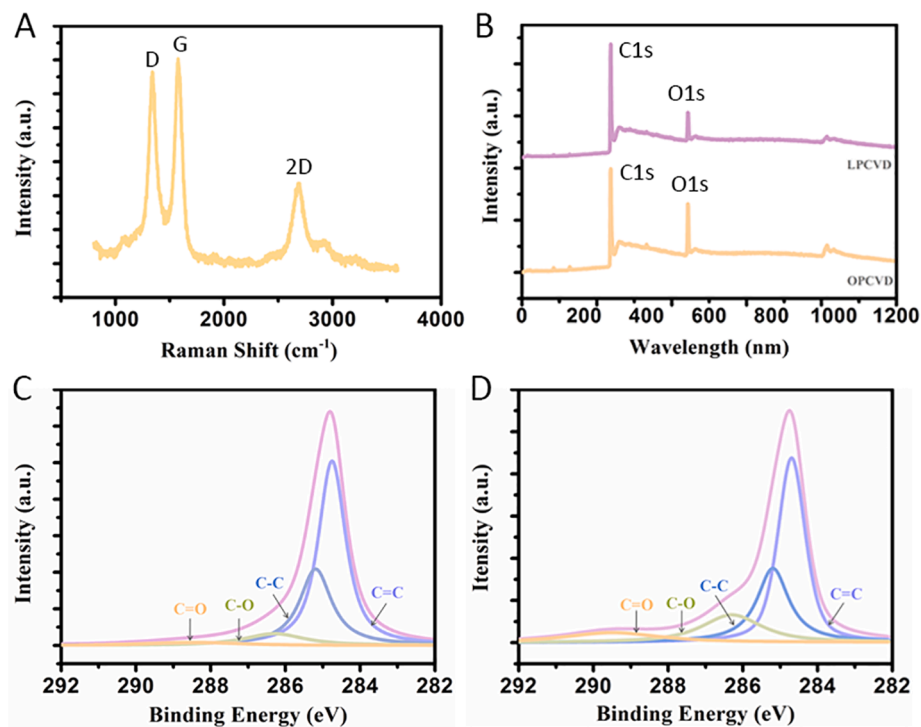 A
D
G
2D
Intensity (a.u.)
1000 2000 3000 4000
Raman Shift (cm-1)
B
C1s
O1s
LPCVD
C1s
O1s
OPCVD
Intensity (a.u.)
0 200 400 600 800 1000 1200
Wavelength (nm)
C
C=O
C-O
C-C
C=C
Intensity (a.u.)
292 290 288 286 284 282
Binding Energy (eV)
D
C=O
C-O
C-C
C=C
Itensity (a.u.)
292 290 288 286 284 282
Binding Energy (eV)